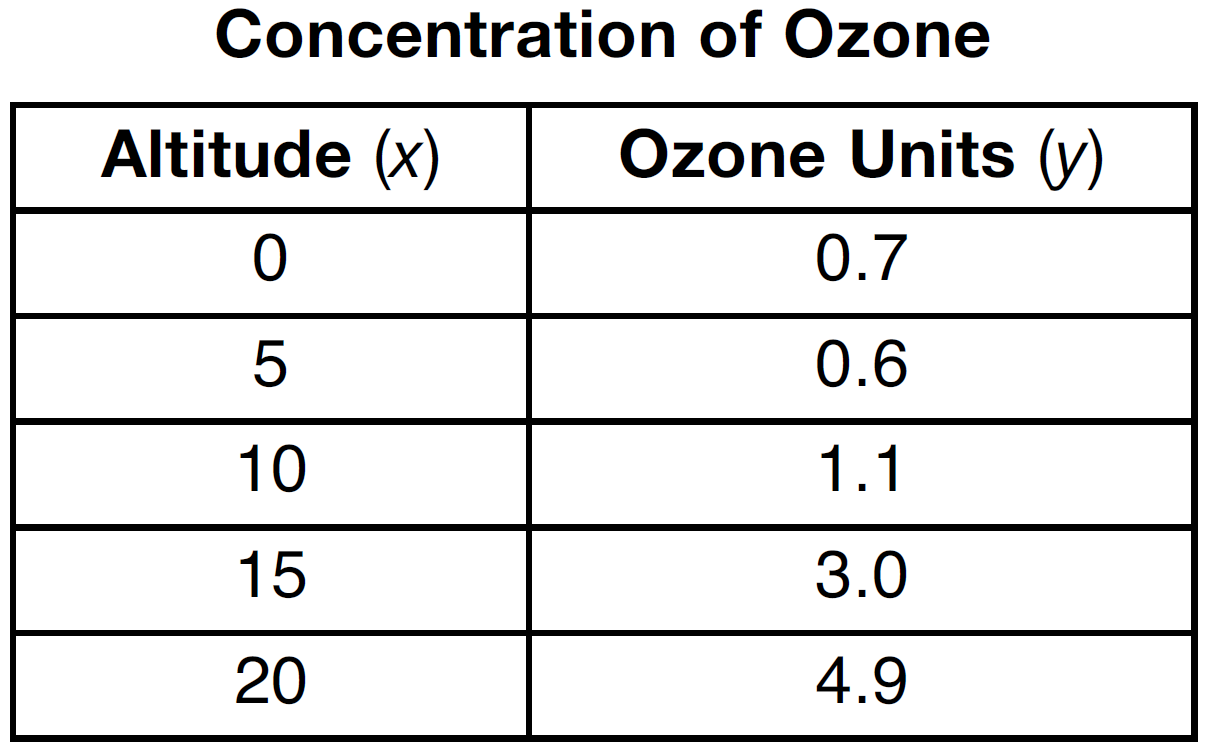 Concentration of Ozone
Altitude (x) Ozone Units (y)
0 0.7
5 0.6
10 1.1
15 3.0
20 4.9